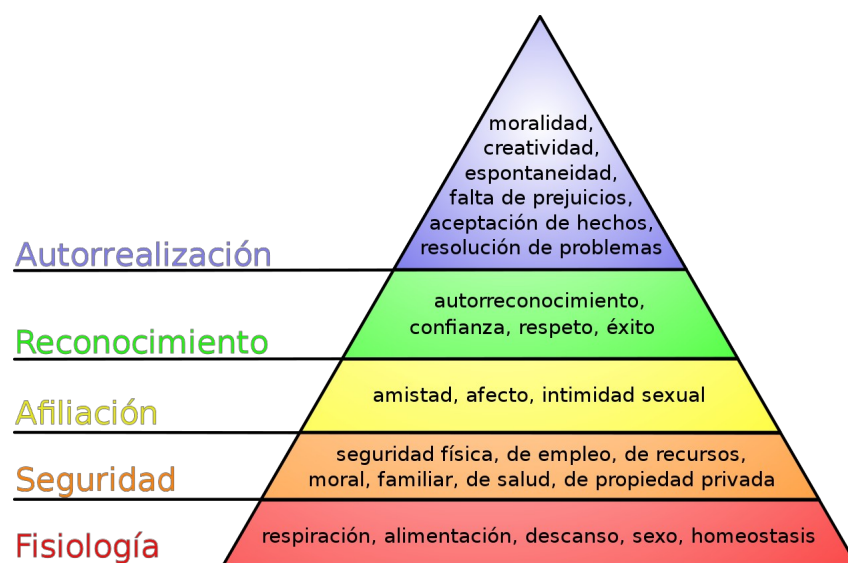 moralidad,
creatividad,
espontaneidad,
falta de prejuicios,
aceptación de hechos,
resolución de problemas
Autorrealización
autorreconocimiento,
confianza, respeto, éxito
Reconocimiento
amistad, afecto, intimidad sexual
Afiliación
seguridad física, de empleo, de recursos,
moral, familiar, de salud, de propiedad privada
Seguridad
respiración, alimentación, descanso, sexo, homeostasis
Fisiología